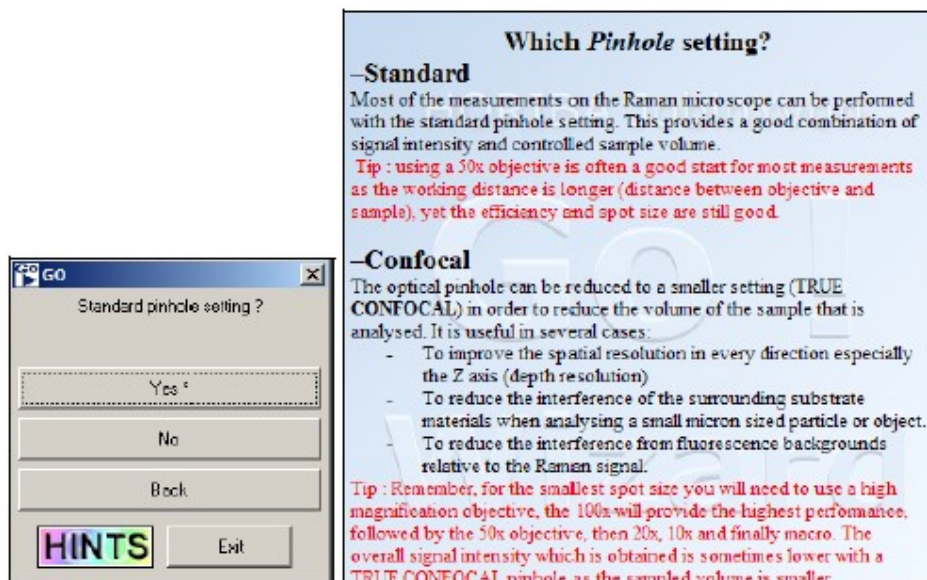 GO
Standard pinhole setting ?
Yes *
No
Back
HINTS
Exit
Which Pinhole setting?
–Standard
Most of the measurements on the Raman microscope can be performed
with the standard pinhole setting. This provides a good combination of
signal intensity and controlled sample volume.
Tip : using a 50x objective is often a good start for most measurements
as the working distance is longer (distance between objective and
sample), yet the efficiency and spot size are still good.
–Confocal
The optical pinhole can be reduced to a smaller setting (TRUE
CONFOCAL) in order to reduce the volume of the sample that is
analysed. It is useful in several cases:
- To improve the spatial resolution in every direction especially
the Z axis (depth resolution)
- To reduce the interference of the surrounding substrate
materials when analysing a small micron sized particle or object.
- To reduce the interference from fluorescence backgrounds
relative to the Raman signal.
Tip : Remember, for the smallest spot size you will need to use a high
magnification objective, the 100x will provide the highest performance,
followed by the 50x objective, then 20x, 10x and finally macro. The
overall signal intensity which is obtained is sometimes lower with a
TRUE CONFOCAL pinhole as the sampled volume is smaller
Go !
Wizard